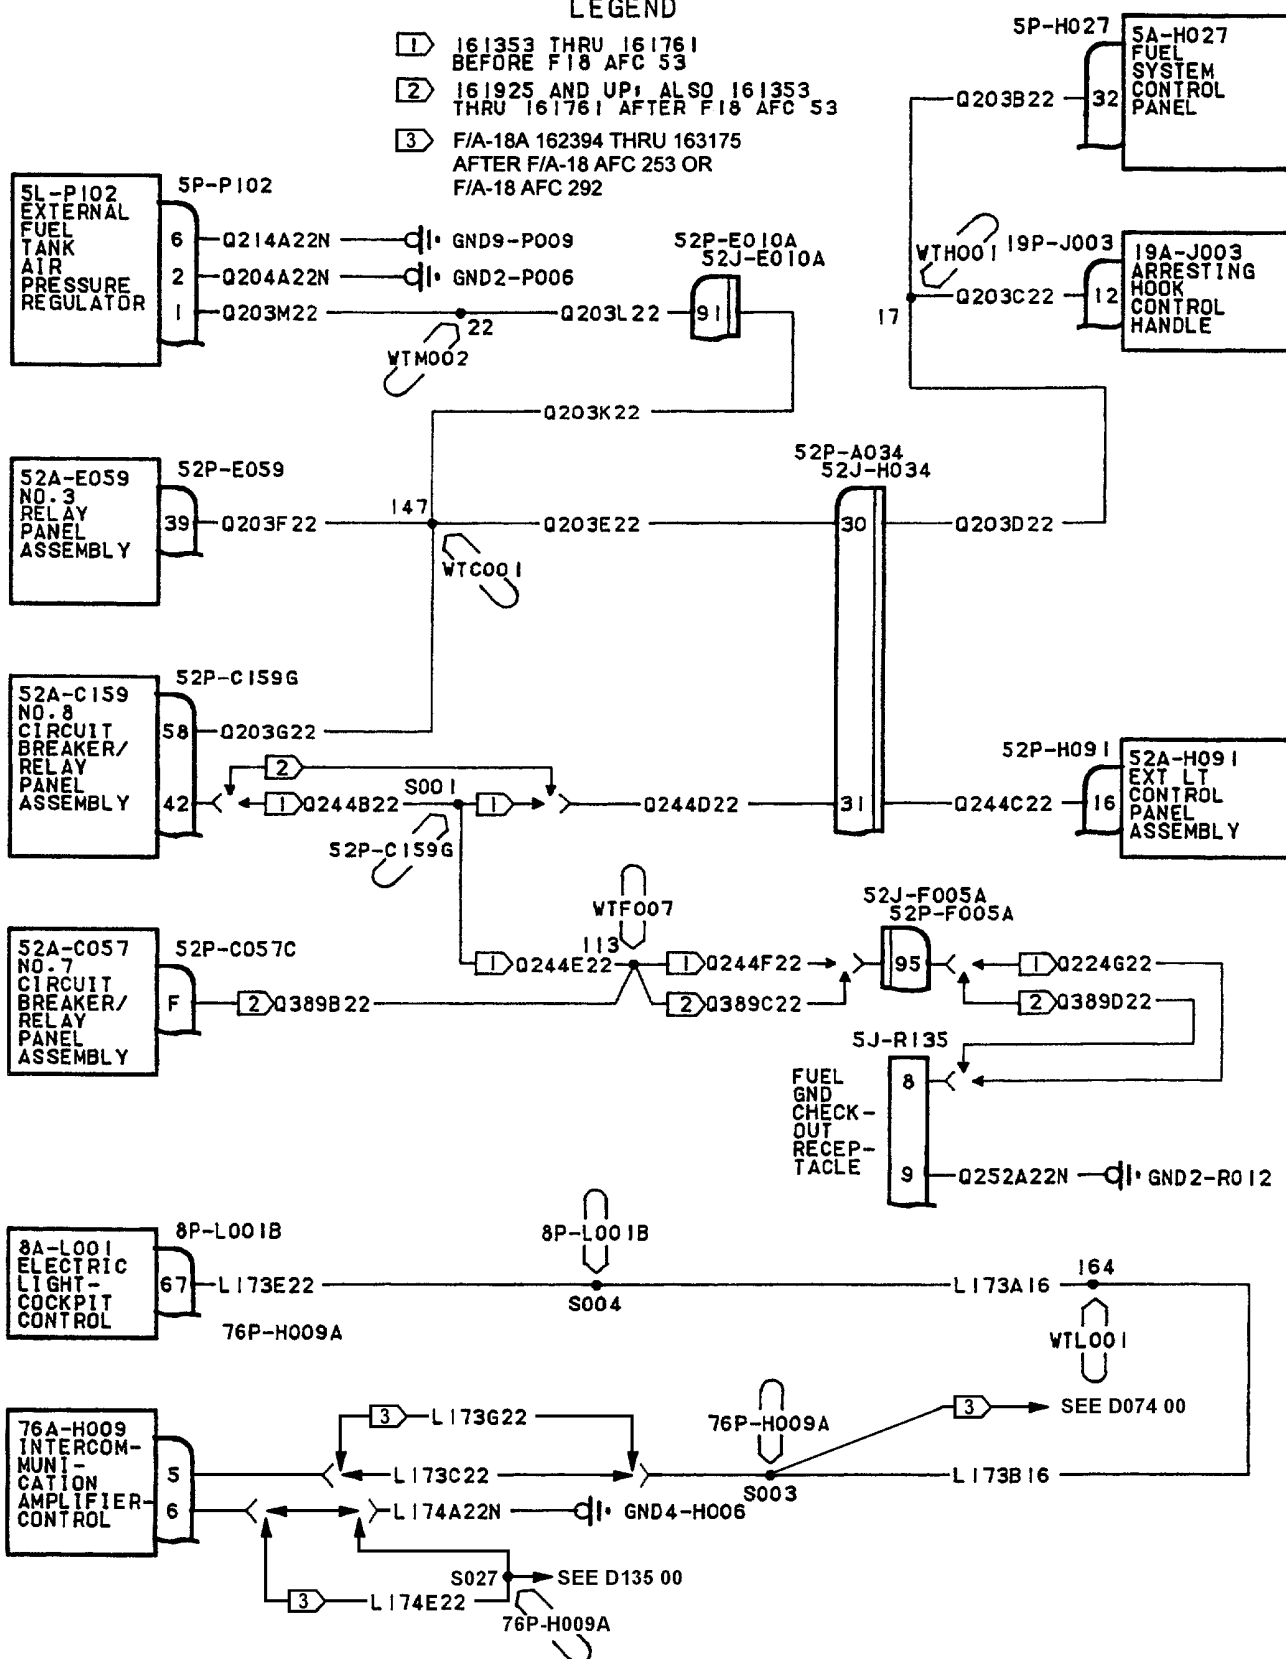 LEGEND
1 161353 THRU 161761
BEFORE F18 AFC 53
2 161925 AND UP; ALSO 161353
THRU 161761 AFTER F18 AFC 53
3 F/A-18A 162394 THRU 163175
AFTER F/A-18 AFC 253 OR
F/A-18 AFC 292
5P-H027
5A-H027
FUEL
SYSTEM
CONTROL
PANEL
Q203B22
32
5L-P102
EXTERNAL
FUEL
TANK
AIR
PRESSURE
REGULATOR
5P-P102
6 Q214A22N GND9-P009
2 Q204A22N GND2-P006
1 Q203M22 22 Q203L22 91
WTM002
52P-E010A
52J-E010A
WTH001
19P-J003
19A-J003
ARRESTING
HOOK
CONTROL
HANDLE
17 Q203C22 12
Q203K22
52A-E059
NO.3
RELAY
PANEL
ASSEMBLY
52P-E059
39 Q203F22 147 Q203E22 30 Q203D22
WTC001
52P-A034
52J-H034
52A-C159
NO.8
CIRCUIT
BREAKER/
RELAY
PANEL
ASSEMBLY
52P-C159G
58 Q203G22
2
42 1 Q244B22 S001 1 Q244D22 31 Q244C22 16
52P-C159G
52P-H091
52A-H091
EXT LT
CONTROL
PANEL
ASSEMBLY
WTF007
52J-F005A
52P-F005A
52A-C057
NO.7
CIRCUIT
BREAKER/
RELAY
PANEL
ASSEMBLY
52P-C057C
1 Q244E22 113 1 Q244F22 95 1 Q224G22
F 2 Q389B22 2 Q389C22 2 Q389D22
5J-R135
FUEL
GND
CHECK-
OUT
RECEP-
TACLE
8
9 Q252A22N GND2-R012
8A-L001
ELECTRIC
LIGHT-
COCKPIT
CONTROL
8P-L001B
8P-L001B
67 L173E22 S004 L173A16 164
76P-H009A
WTL001
76A-H009
INTERCOM-
MUNI-
CATION
AMPLIFIER-
CONTROL
3 L173G22
76P-H009A
3 SEE D074 00
5 L173C22 S003 L173B16
6 L174A22N GND4-H006
S027 SEE D135 00
3 L174E22
76P-H009A